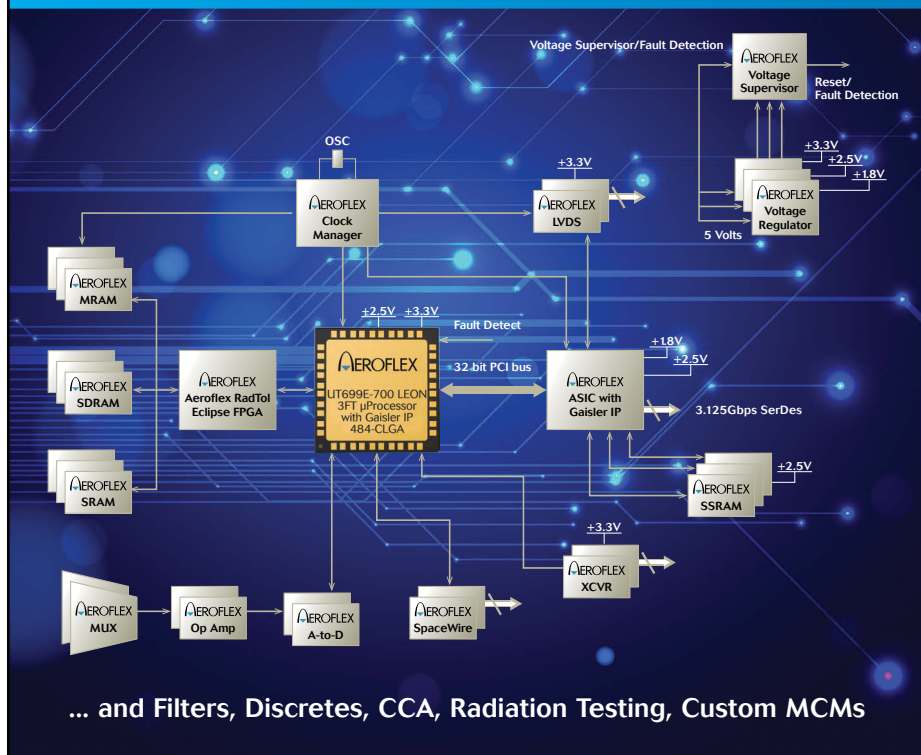 Voltage Supervisor/Fault Detection
AEROFLEX
Voltage
Supervisor
Reset/
Fault Detection
+3.3V
+2.5V
+1.8V
AEROFLEX
Voltage
Regulator
5 Volts
OSC
AEROFLEX
Clock
Manager
+3.3V
AEROFLEX
LVDS
AEROFLEX
MRAM
+2.5V
+3.3V
Fault Detect
AEROFLEX
SDRAM
AEROFLEX
Aeroflex RadTol
Eclipse FPGA
AEROFLEX
UT699E-700 LEON
3FT µProcessor
with Gaisler IP
484-CLGA
32-bit PCI bus
AEROFLEX
ASIC with
Gaisler IP
+1.8V
+2.5V
3.125Gbps SerDes
AEROFLEX
SRAM
+2.5V
AEROFLEX
SSRAM
+3.3V
AEROFLEX
XCVR
AEROFLEX
MUX
AEROFLEX
Op Amp
AEROFLEX
A-to-D
AEROFLEX
SpaceWire
... and Filters, Discretes, CCA, Radiation Testing, Custom MCMs